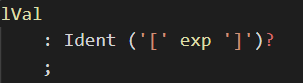 lVal
: Ident ('[' exp ']')?
;